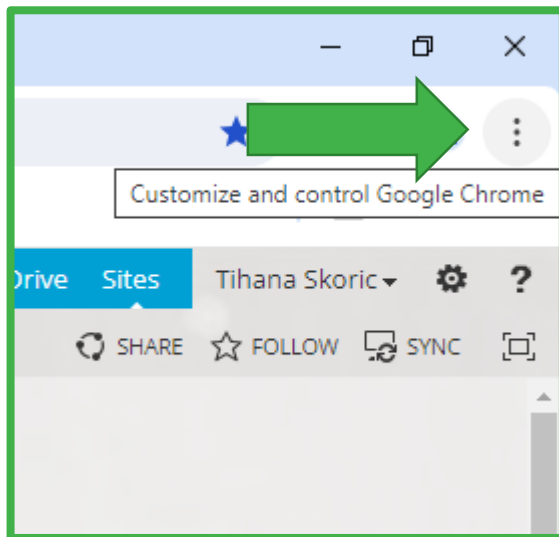 Customize and control Google Chrome
Drive Sites Tihana Skoric ?
SHARE FOLLOW SYNC